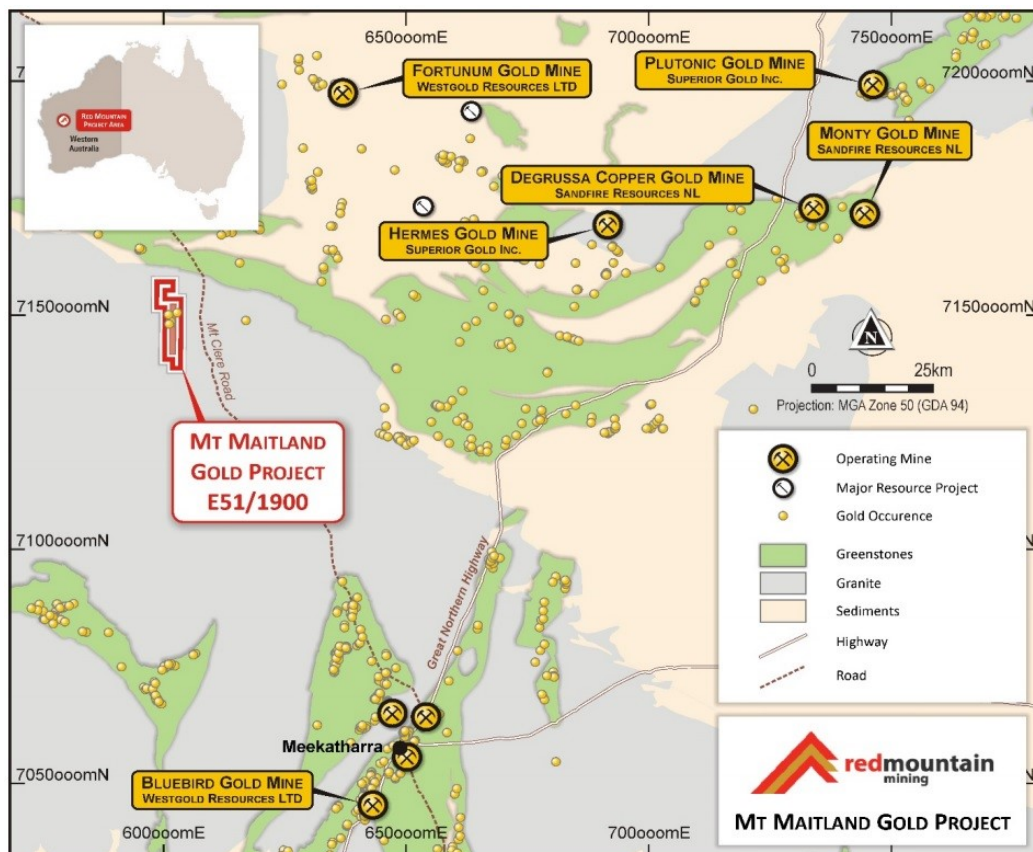 650000mE
700000mE
750000mE
7200000mN
RED MOUNTAIN
PROJECT AREA
Western
Australia
FORTUNUM GOLD MINE
WESTGOLD RESOURCES LTD
PLUTONIC GOLD MINE
SUPERIOR GOLD INC.
MONTY GOLD MINE
SANDFIRE RESOURCES NL
DEGRUSSA COPPER GOLD MINE
SANDFIRE RESOURCES NL
HERMES GOLD MINE
SUPERIOR GOLD INC.
7150000mN
7150000mN
Mt Clere Road
N
0 25km
Projection: MGA Zone 50 (GDA 94)
MT MAITLAND
GOLD PROJECT
E51/1900
Operating Mine
Major Resource Project
Gold Occurence
Greenstones
Granite
Sediments
Highway
Road
7100000mN
Great Northern Highway
Meekatharra
7050000mN
BLUEBIRD GOLD MINE
WESTGOLD RESOURCES LTD
600000mE
650000mE
700000mE
redmountain
mining
MT MAITLAND GOLD PROJECT